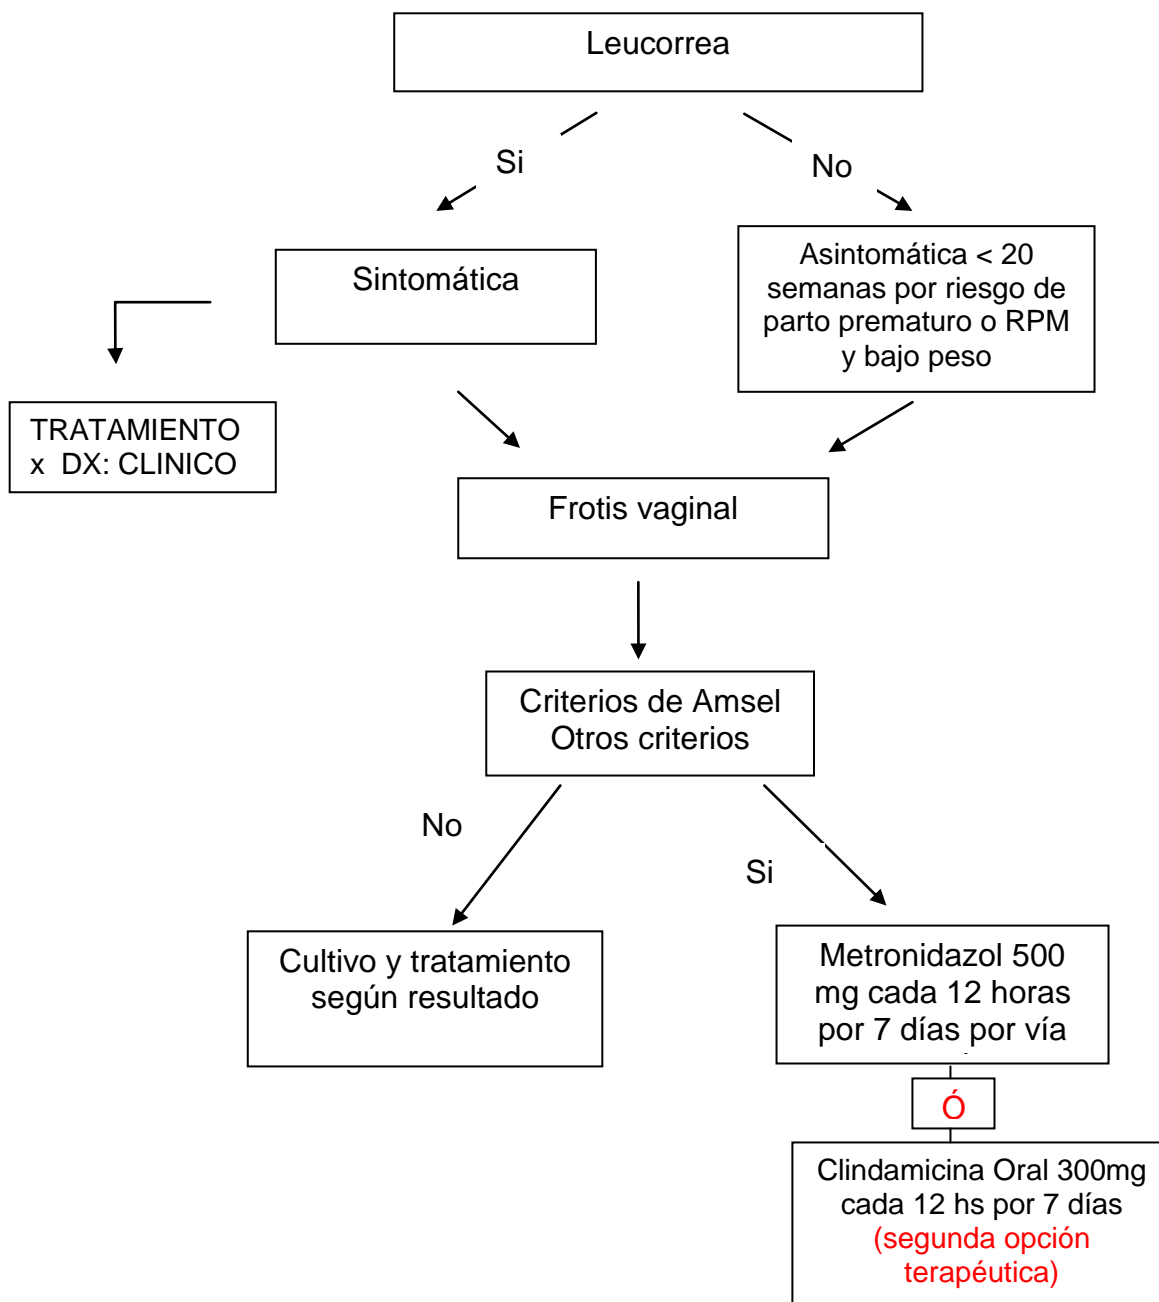 Leucorrea
Si
No
Sintomática
Asintomática < 20
semanas por riesgo de
parto prematuro o RPM
y bajo peso
TRATAMIENTO
x DX: CLINICO
Frotis vaginal
Criterios de Amsel
Otros criterios
No
Si
Cultivo y tratamiento
según resultado
Metronidazol 500
mg cada 12 horas
por 7 días por vía
Ó
Clindamicina Oral 300mg
cada 12 hs por 7 días
(segunda opción
terapéutica)